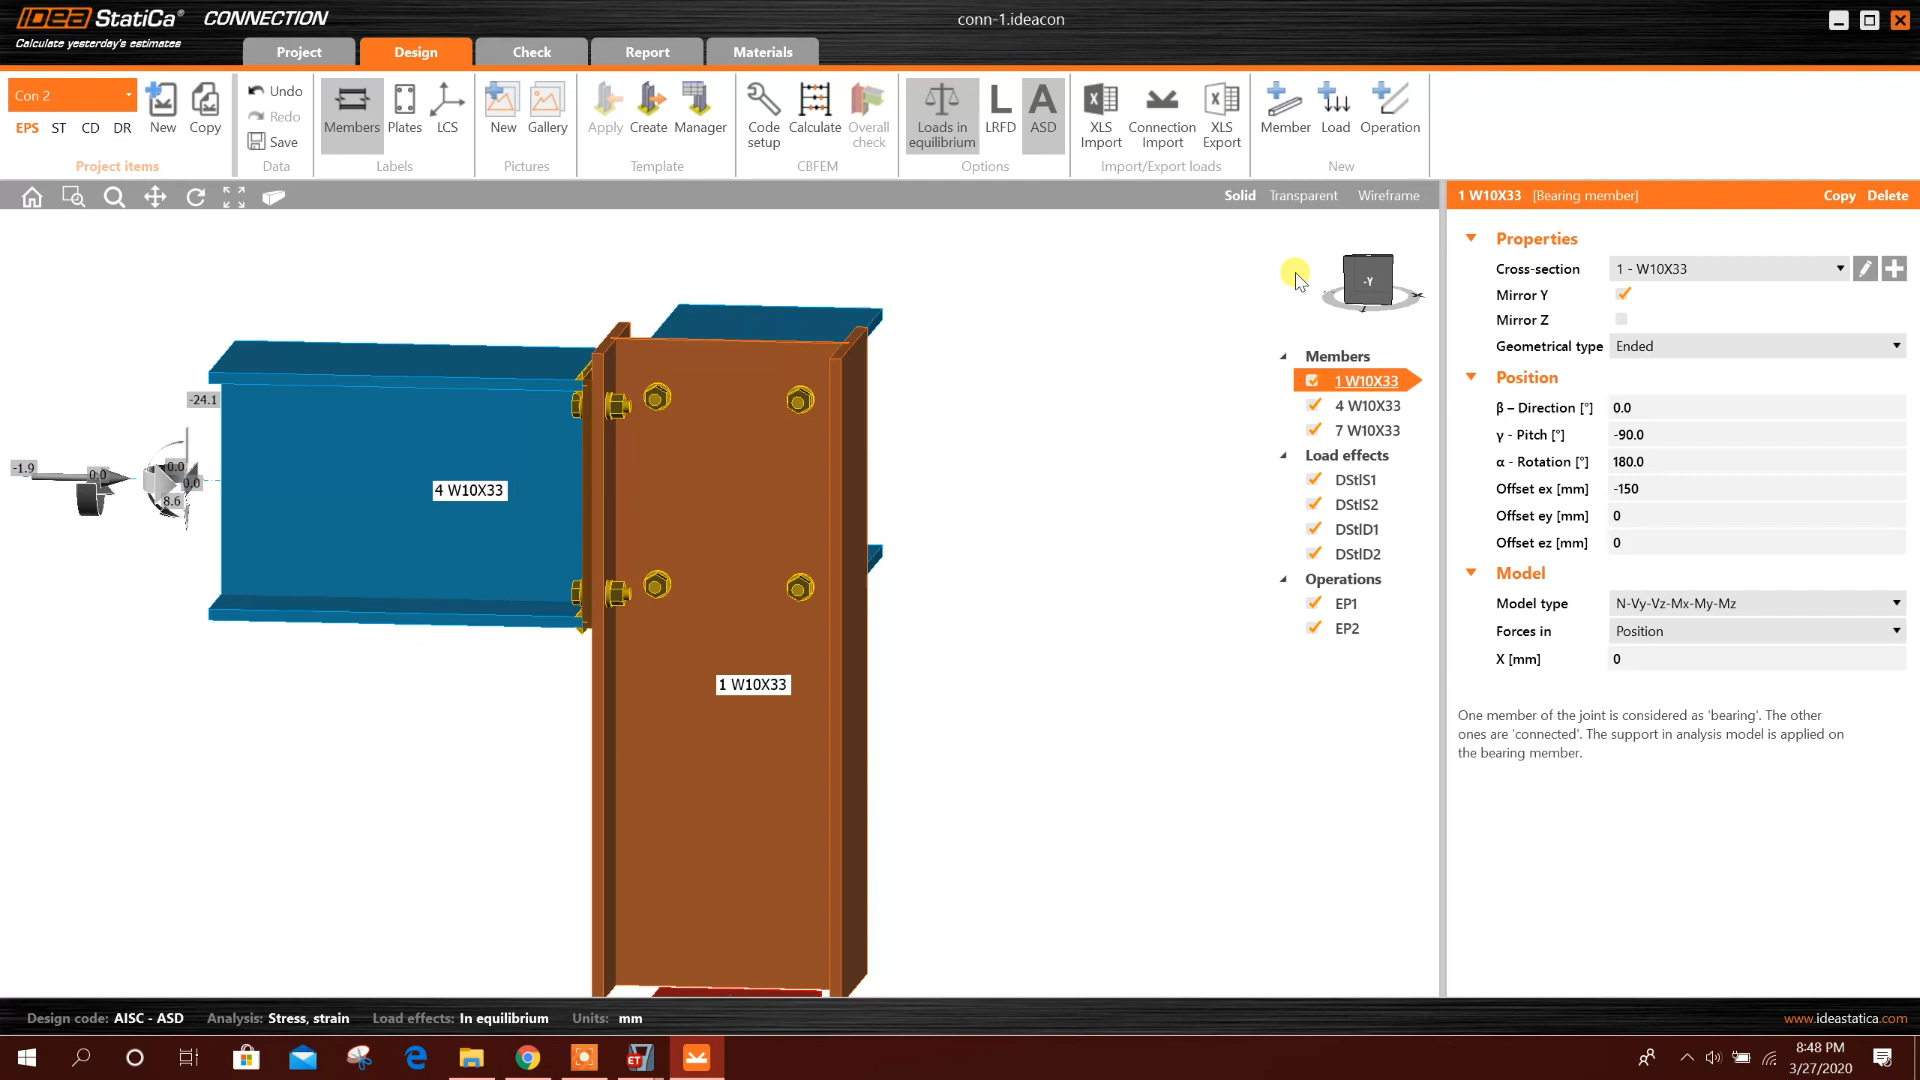 IDEA StatiCa® CONNECTION
Calculate yesterday's estimates
conn-1.ideacon
Project Design Check Report Materials
Con 2
EPS ST CD DR
New Copy
Project items
Undo
Redo
Save
Data
Members Plates LCS
Labels
New Gallery
Pictures
Apply Create Manager
Template
Code setup Calculate Overall check
CBFEM
Loads in equilibrium LRFD ASD
Options
XLS Import Connection Import XLS Export
Import/Export loads
Member Load Operation
New
Solid Transparent Wireframe
1 W10X33 [Bearing member] Copy Delete
-Y
-24.1
-1.9
0.0
0.0
0.0
8.6
4 W10X33
1 W10X33
Members
1 W10X33
4 W10X33
7 W10X33
Load effects
DStlS1
DStlS2
DStlD1
DStlD2
Operations
EP1
EP2
Properties
Cross-section 1 - W10X33
Mirror Y
Mirror Z
Geometrical type Ended
Position
β – Direction [°] 0.0
γ - Pitch [°] -90.0
α - Rotation [°] 180.0
Offset ex [mm] -150
Offset ey [mm] 0
Offset ez [mm] 0
Model
Model type N-Vy-Vz-Mx-My-Mz
Forces in Position
X [mm] 0
One member of the joint is considered as 'bearing'. The other
ones are 'connected'. The support in analysis model is applied on
the bearing member.
Design code: AISC - ASD Analysis: Stress, strain Load effects: In equilibrium Units: mm
www.ideastatica.com
ET
8:48 PM
3/27/2020